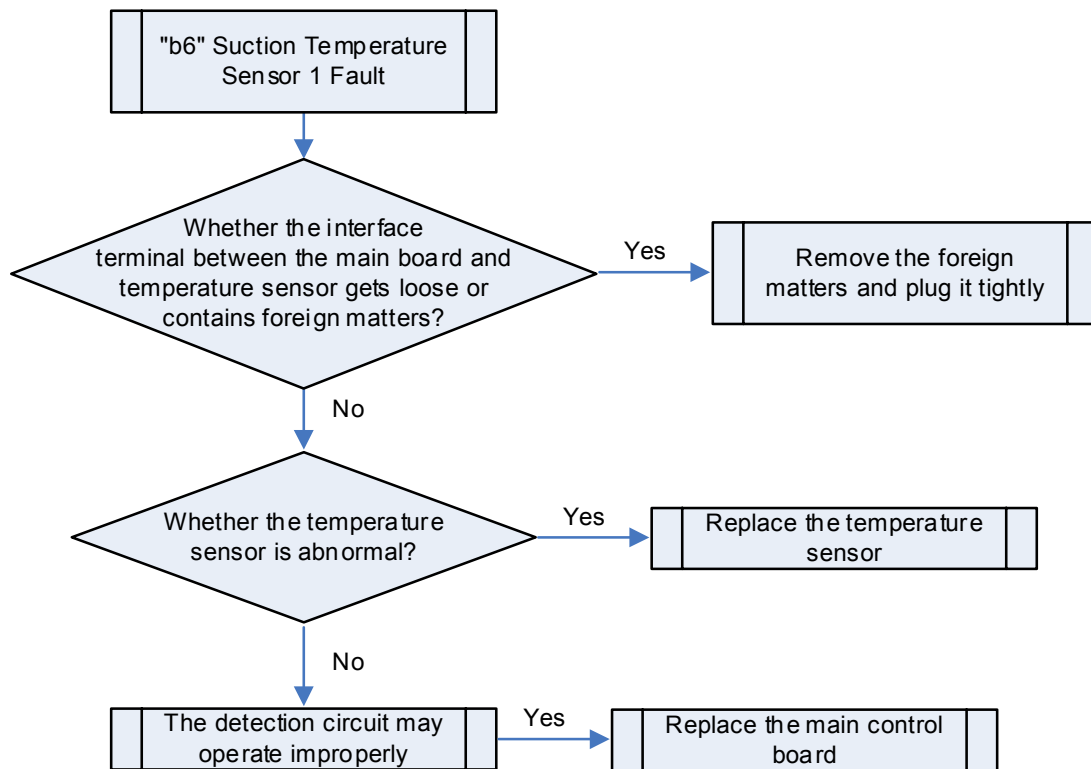 "b6" Suction Temperature
Sensor 1 Fault
Whether the interface
terminal between the main board and
temperature sensor gets loose or
contains foreign matters?
Yes
Remove the foreign
matters and plug it tightly
No
Whether the temperature
sensor is abnormal?
Yes
Replace the temperature
sensor
No
The detection circuit may
operate improperly
Yes
Replace the main control
board